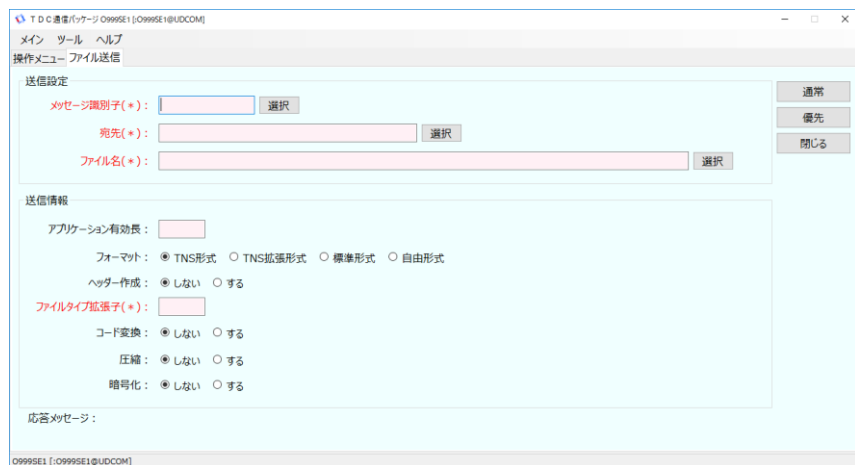 TDC通信パッケージ O999SE1 [:O999SE1@UDCOM]
メイン ツール ヘルプ
操作メニュー ファイル送信
送信設定
メッセージ識別子(*): 選択
宛先(*): 選択
ファイル名(*): 選択
通常
優先
閉じる
送信情報
アプリケーション有効長:
フォーマット: TNS形式 TNS拡張形式 標準形式 自由形式
ヘッダー作成: しない する
ファイルタイプ拡張子(*):
コード変換: しない する
圧縮: しない する
暗号化: しない する
応答メッセージ:
O999SE1 [:O999SE1@UDCOM]